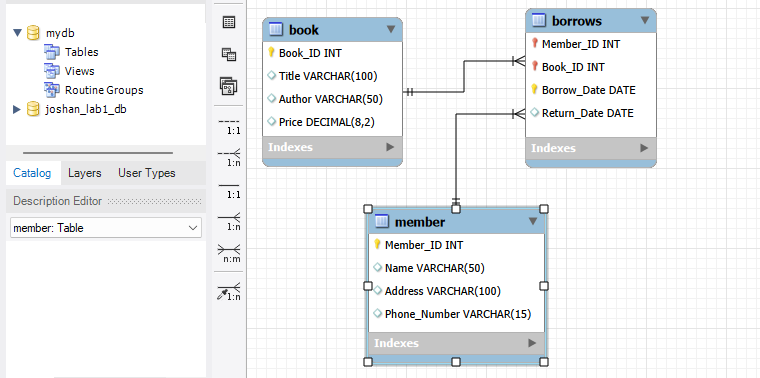 mydb
Tables
Views
Routine Groups
joshan_lab1_db
Catalog
Layers
User Types
Description Editor
member: Table
1:1
1:n
1:1
1:n
n:m
1:n
book
Book_ID INT
Title VARCHAR(100)
Author VARCHAR(50)
Price DECIMAL(8,2)
Indexes
borrows
Member_ID INT
Book_ID INT
Borrow_Date DATE
Return_Date DATE
Indexes
member
Member_ID INT
Name VARCHAR(50)
Address VARCHAR(100)
Phone_Number VARCHAR(15)
Indexes